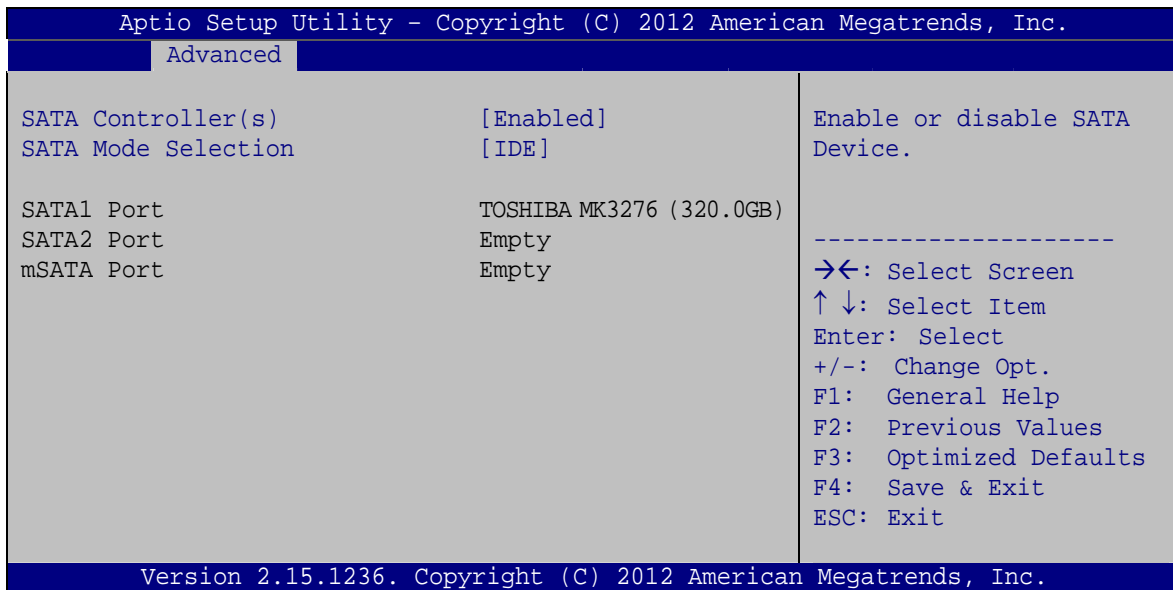 Aptio Setup Utility – Copyright (C) 2012 American Megatrends, Inc.
Advanced
SATA Controller(s) [Enabled]
SATA Mode Selection [IDE]
SATA1 Port TOSHIBA MK3276 (320.0GB)
SATA2 Port Empty
mSATA Port Empty
Enable or disable SATA
Device.
---------------------
→←: Select Screen
↑ ↓: Select Item
Enter: Select
+/-: Change Opt.
F1: General Help
F2: Previous Values
F3: Optimized Defaults
F4: Save & Exit
ESC: Exit
Version 2.15.1236. Copyright (C) 2012 American Megatrends, Inc.